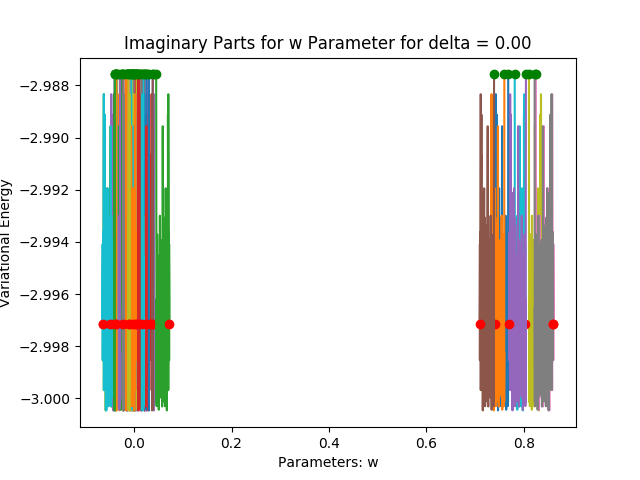 Imaginary Parts for w Parameter for delta = 0.00
−2.988
−2.990
−2.992
−2.994
−2.996
−2.998
−3.000
Variational Energy
0.0 0.2 0.4 0.6 0.8
Parameters: w